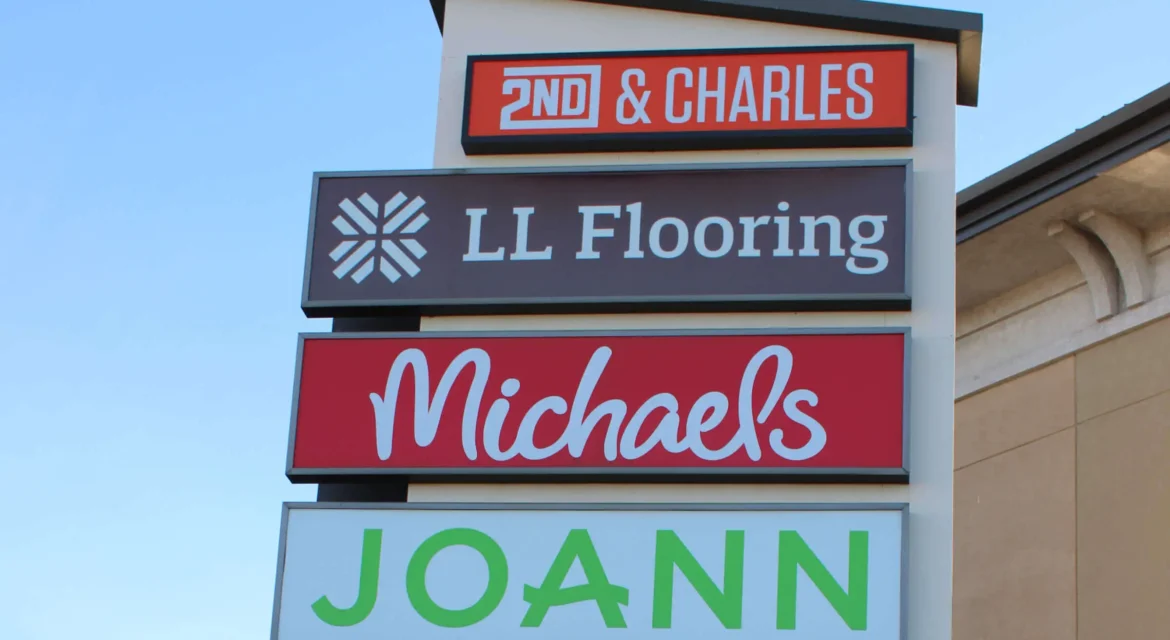 2ND & CHARLES
LL Flooring
Michaels
JOANN